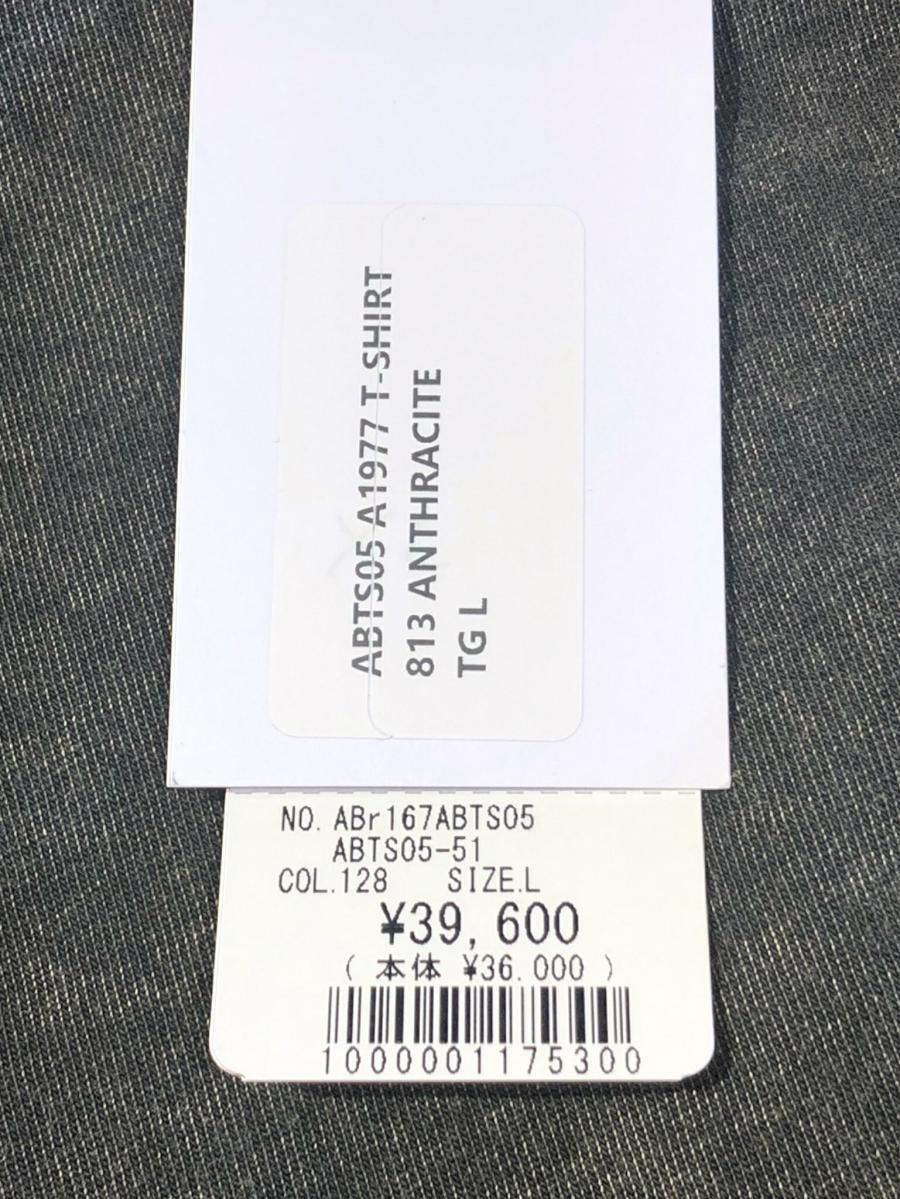 ABTS05 A1977 T-SHIRT
813 ANTHRACITE
TG L
NO. ABr167ABTS05
ABTS05-51
COL.128 SIZE.L
¥39,600
( 本体 ¥36.000 )
1000001175300